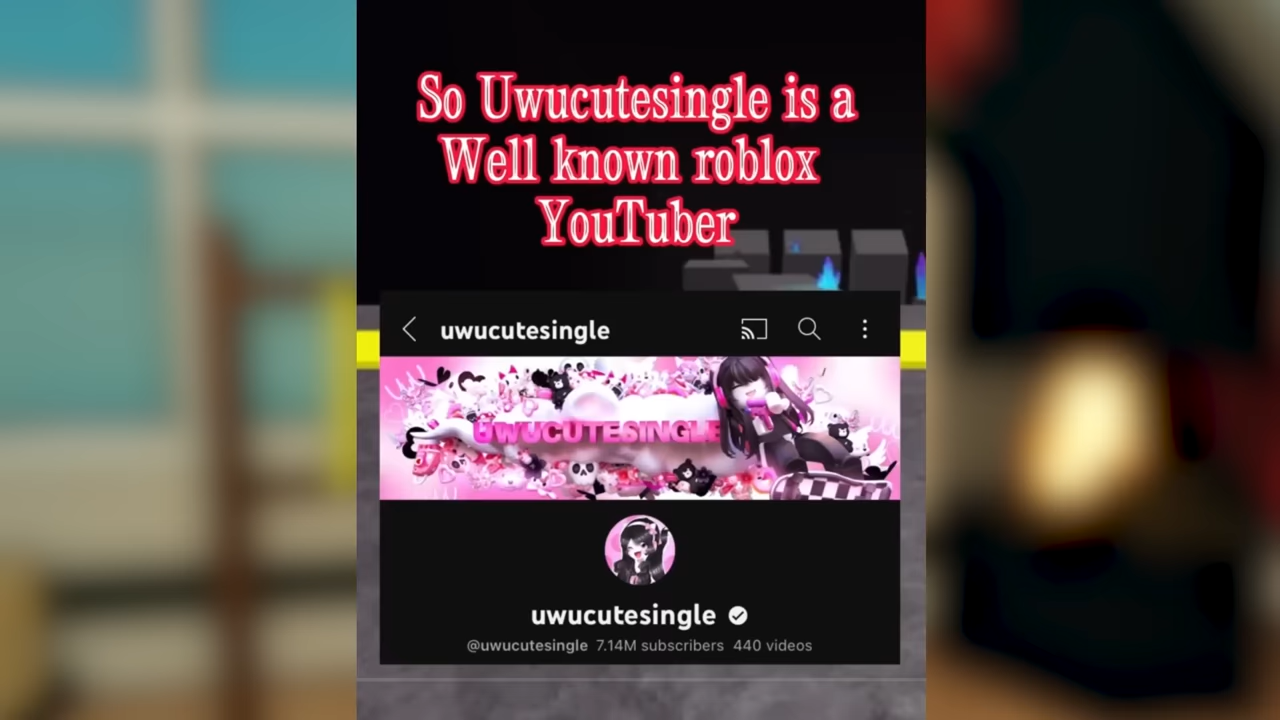 So Uwucutesingle is a
Well known roblox
YouTuber
uwucutesingle
UWUCUTESINGLE
uwucutesingle
@uwucutesingle 7.14M subscribers 440 videos